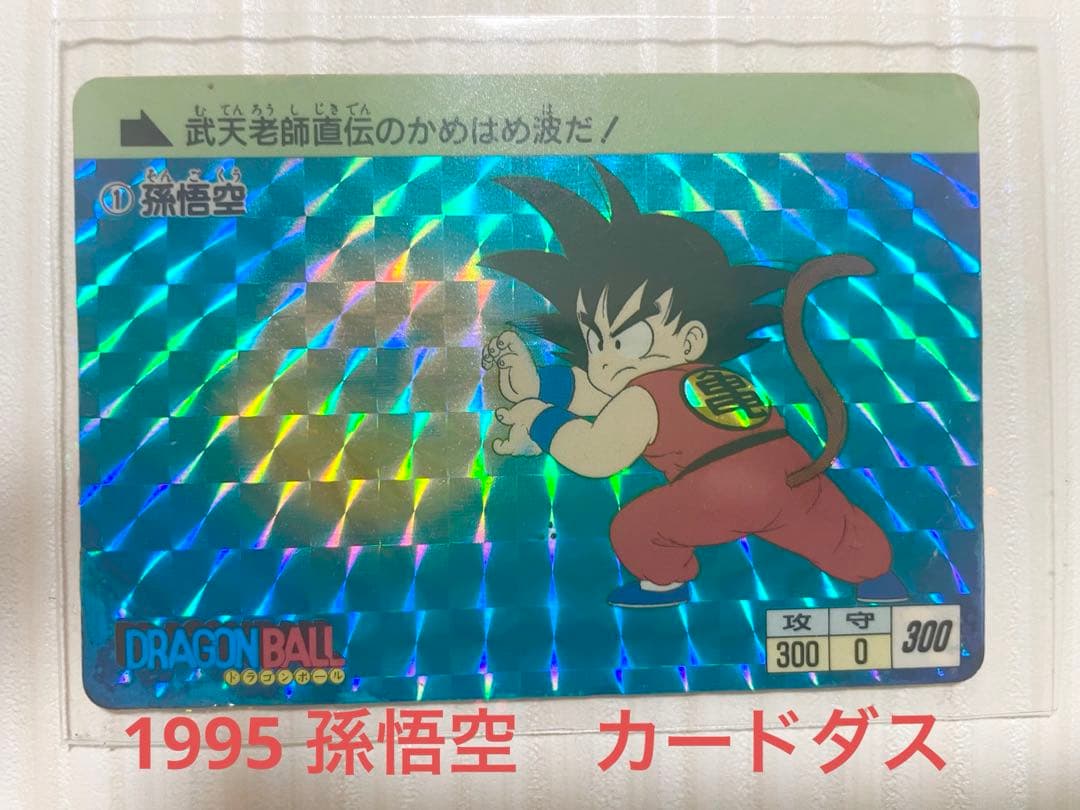 むてんろうしじきでん は
武天老師直伝のかめはめ波だ!
そんごくう
① 孫悟空
亀
DRAGON BALL
ドラゴンボール
攻 守
300 0 300
1995 孫悟空 カードダス